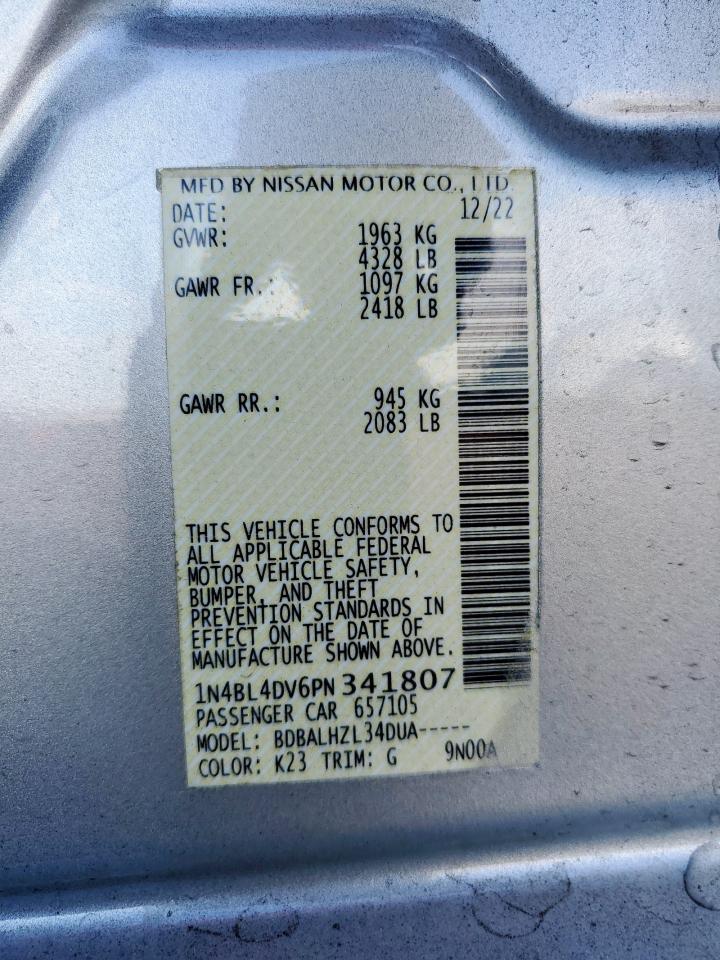 MFD BY NISSAN MOTOR CO., LTD.
DATE: 12/22
GVWR: 1963 KG
4328 LB
GAWR FR.: 1097 KG
2418 LB
GAWR RR.: 945 KG
2083 LB
THIS VEHICLE CONFORMS TO
ALL APPLICABLE FEDERAL
MOTOR VEHICLE SAFETY,
BUMPER, AND THEFT
PREVENTION STANDARDS IN
EFFECT ON THE DATE OF
MANUFACTURE SHOWN ABOVE.
1N4BL4DV6PN341807
PASSENGER CAR 657105
MODEL: BDBALHZL34DUA-----
COLOR: K23 TRIM: G 9N00A